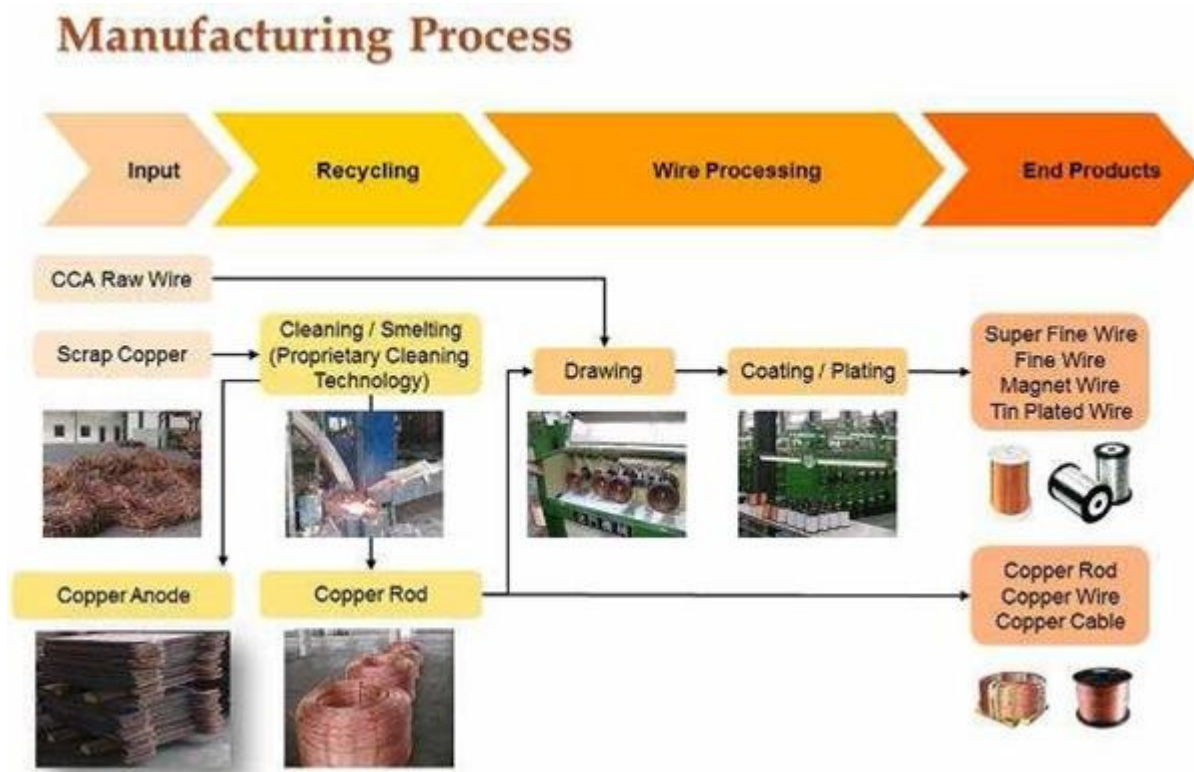 Manufacturing Process
Input
Recycling
Wire Processing
End Products
CCA Raw Wire
Scrap Copper
Cleaning / Smelting
(Proprietary Cleaning
Technology)
Drawing
Coating / Plating
Super Fine Wire
Fine Wire
Magnet Wire
Tin Plated Wire
Copper Anode
Copper Rod
Copper Rod
Copper Wire
Copper Cable